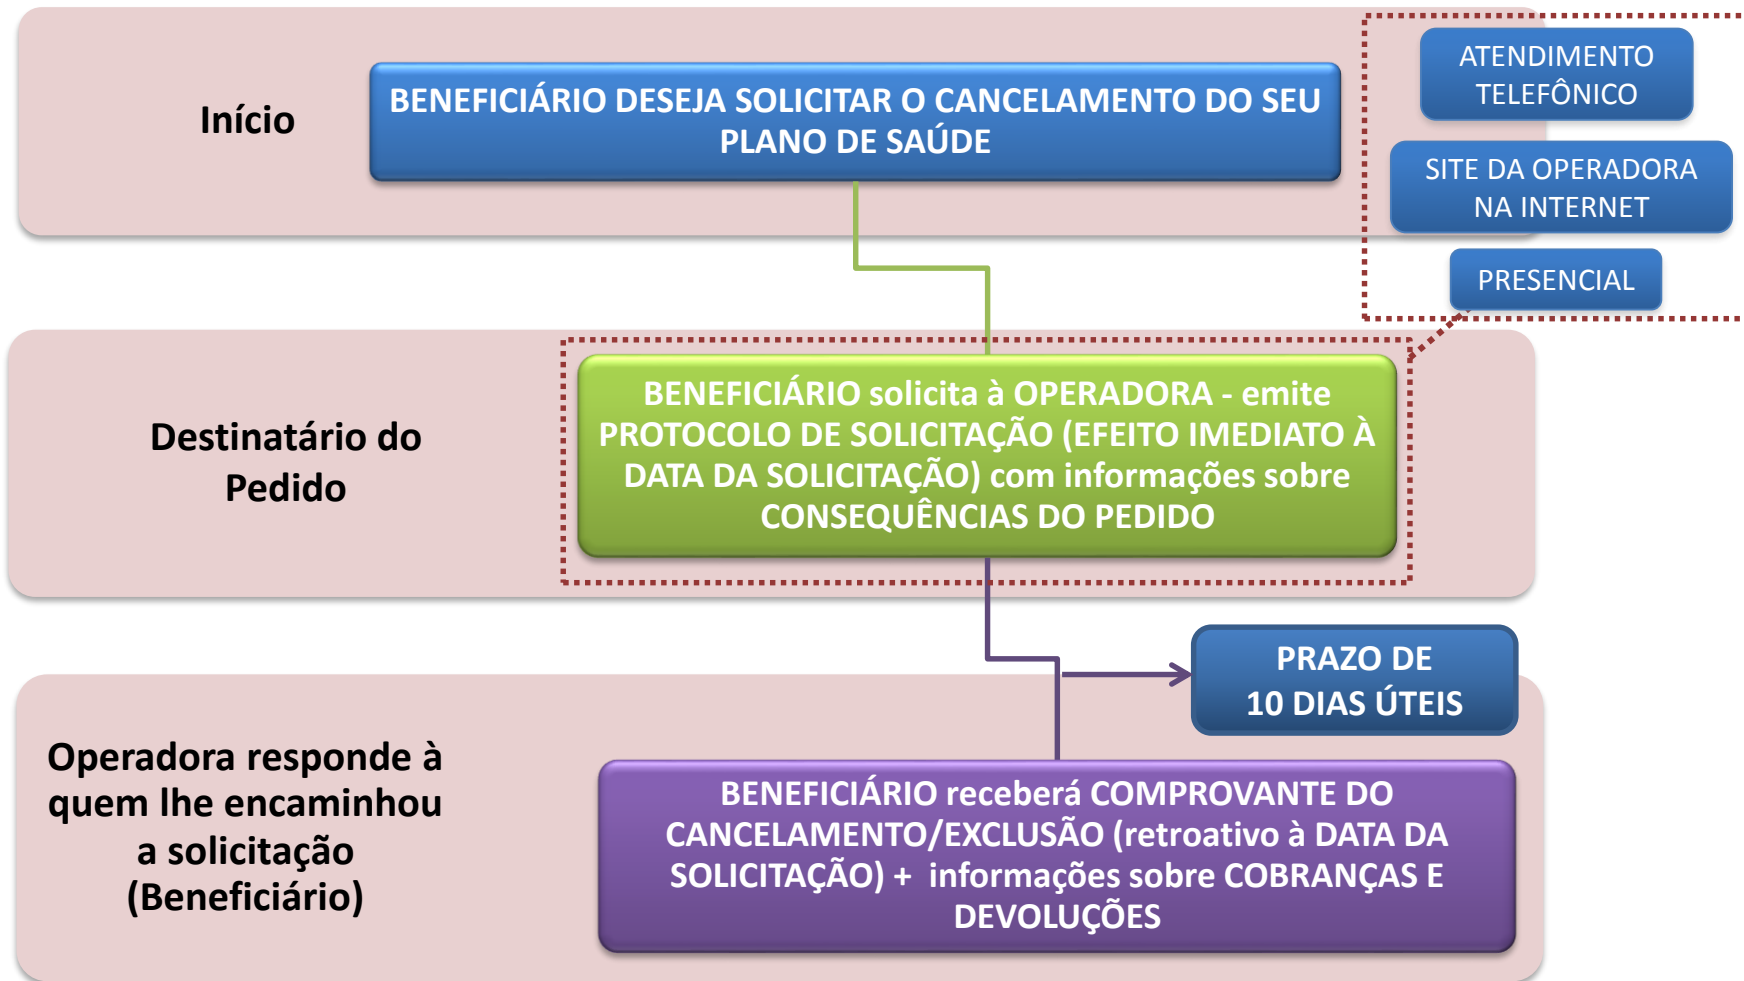 Início
BENEFICIÁRIO DESEJA SOLICITAR O CANCELAMENTO DO SEU
PLANO DE SAÚDE
ATENDIMENTO
TELEFÔNICO
SITE DA OPERADORA
NA INTERNET
PRESENCIAL
Destinatário do
Pedido
BENEFICIÁRIO solicita à OPERADORA - emite
PROTOCOLO DE SOLICITAÇÃO (EFEITO IMEDIATO À
DATA DA SOLICITAÇÃO) com informações sobre
CONSEQUÊNCIAS DO PEDIDO
PRAZO DE
10 DIAS ÚTEIS
Operadora responde à
quem lhe encaminhou
a solicitação
(Beneficiário)
BENEFICIÁRIO receberá COMPROVANTE DO
CANCELAMENTO/EXCLUSÃO (retroativo à DATA DA
SOLICITAÇÃO) + informações sobre COBRANÇAS E
DEVOLUÇÕES